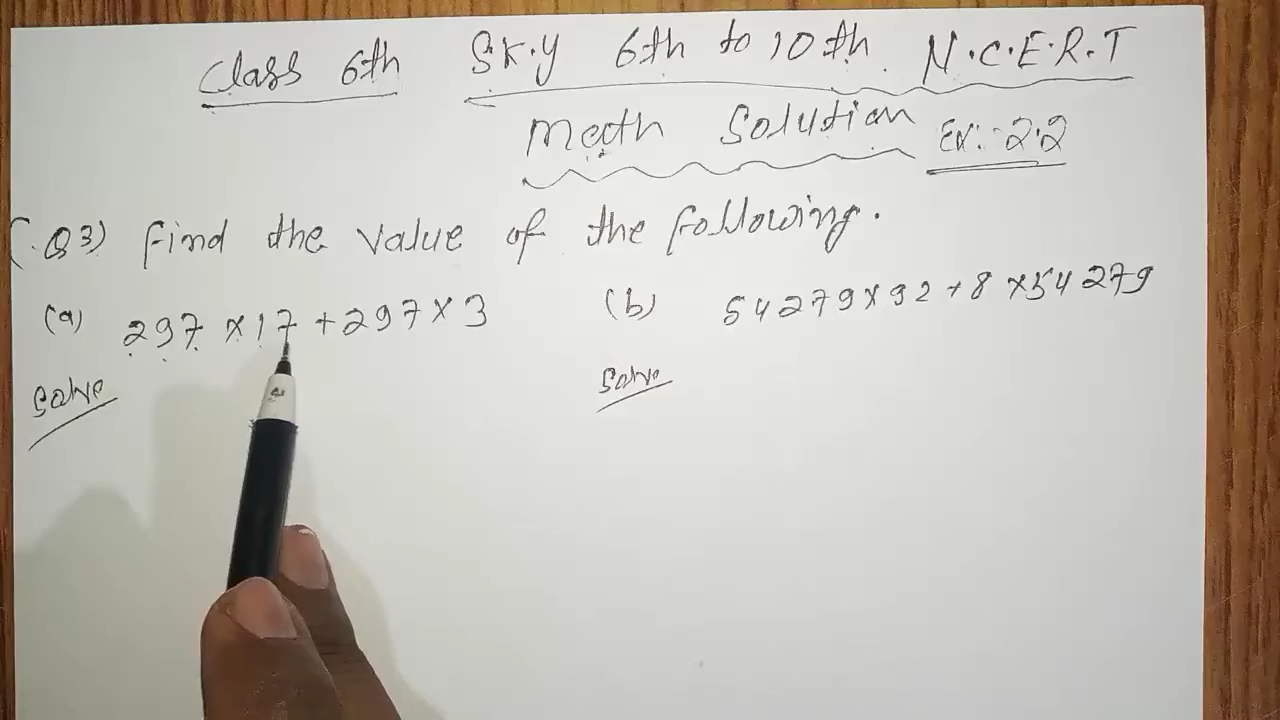 Class 6th S.K.Y 6th to 10th N.C.E.R.T
Math Solution Ex:-2.2
(Q3) Find the value of the following.
(a) 297 × 17 + 297 × 3 (b) 54279 × 92 + 8 × 54279
Solve Solve